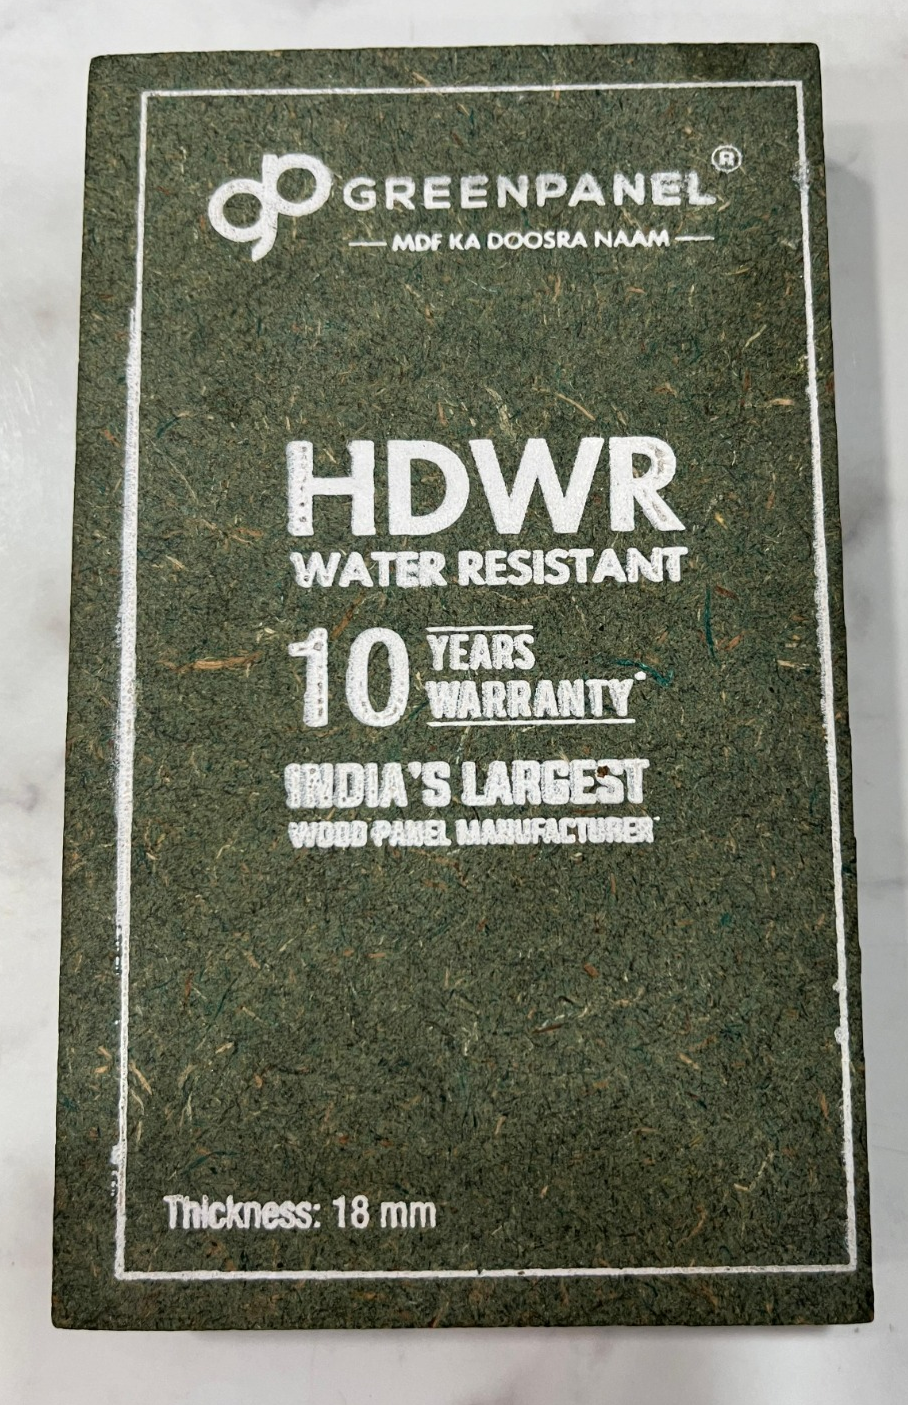 gp GREENPANEL®
MDF KA DOOSRA NAAM
HDWR
WATER RESISTANT
10 YEARS
WARRANTY*
INDIA'S LARGEST
WOOD PANEL MANUFACTURER*
Thickness: 18 mm